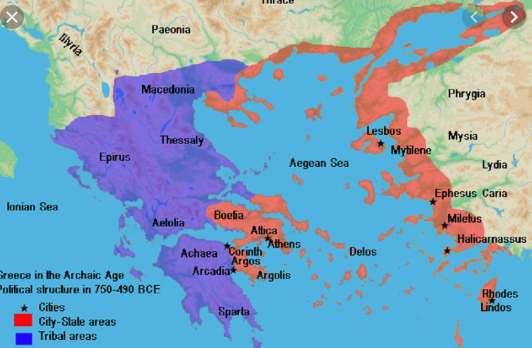 Thrace
Paeonia
Illyria
Macedonia
Phrygia
Lesbos
Thessaly
Mysia
Mytilene
Epirus
Aegean Sea
Lydia
Ephesus Caria
Ionian Sea
Boetia
Miletus
Aetolia
Attica
Athens
Halicarnassus
Achaea
Corinth
Delos
Argos
Arcadia
Argolis
Greece in the Archaic Age
Political structure in 750-490 BCE
Rhodes
Lindos
Cities
Sparta
City-State areas
Tribal areas